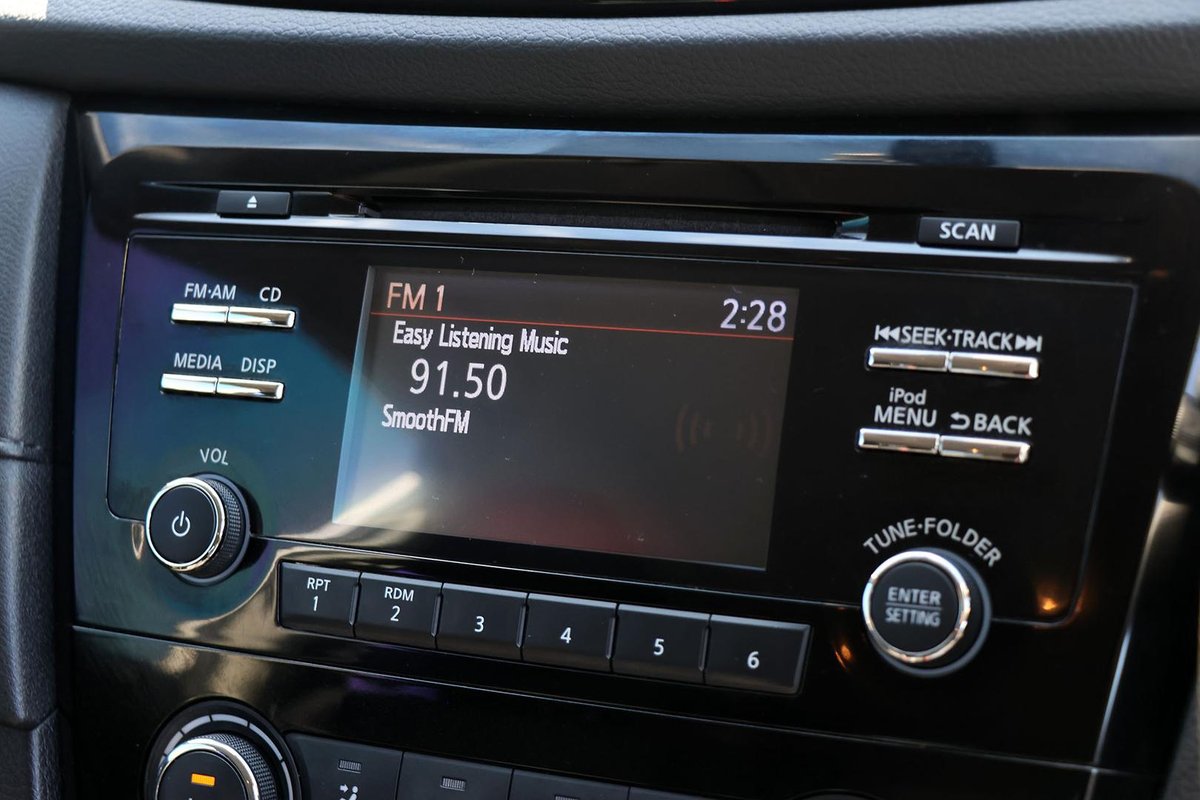 SCAN
FM·AM CD
MEDIA DISP
VOL
FM 1 2:28
Easy Listening Music
91.50
SmoothFM
SEEK·TRACK
iPod
MENU BACK
TUNE·FOLDER
ENTER
SETTING
RPT
1
RDM
2
3
4
5
6